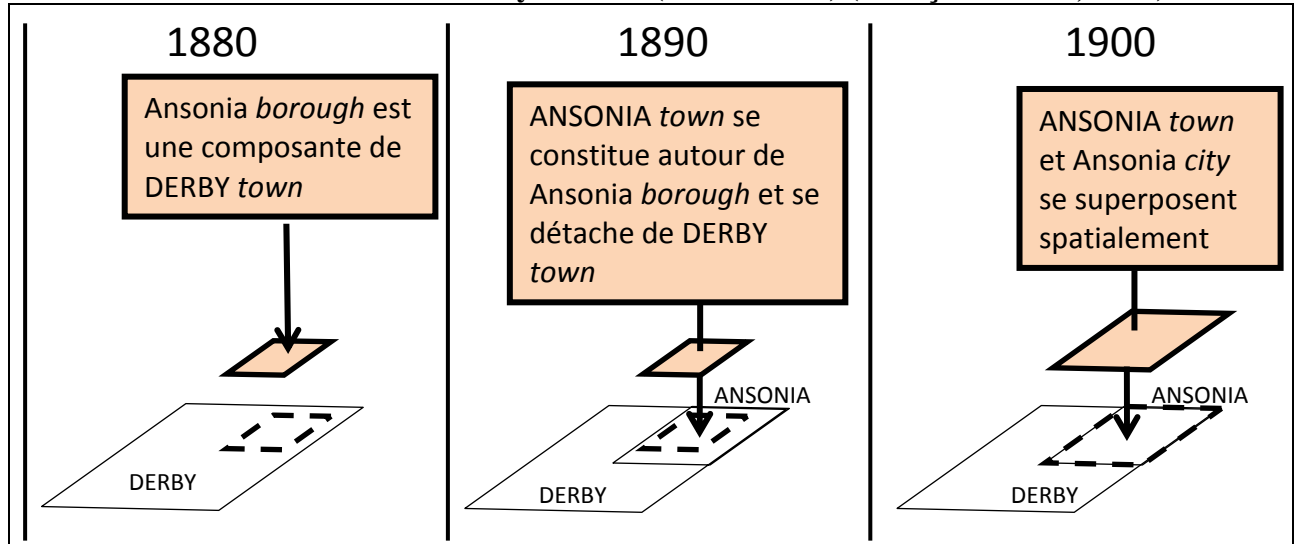 1880
Ansonia borough est
une composante de
DERBY town
DERBY
1890
ANSONIA town se
constitue autour de
Ansonia borough et se
détache de DERBY
town
ANSONIA
DERBY
1900
ANSONIA town
et Ansonia city
se superposent
spatialement
ANSONIA
DERBY